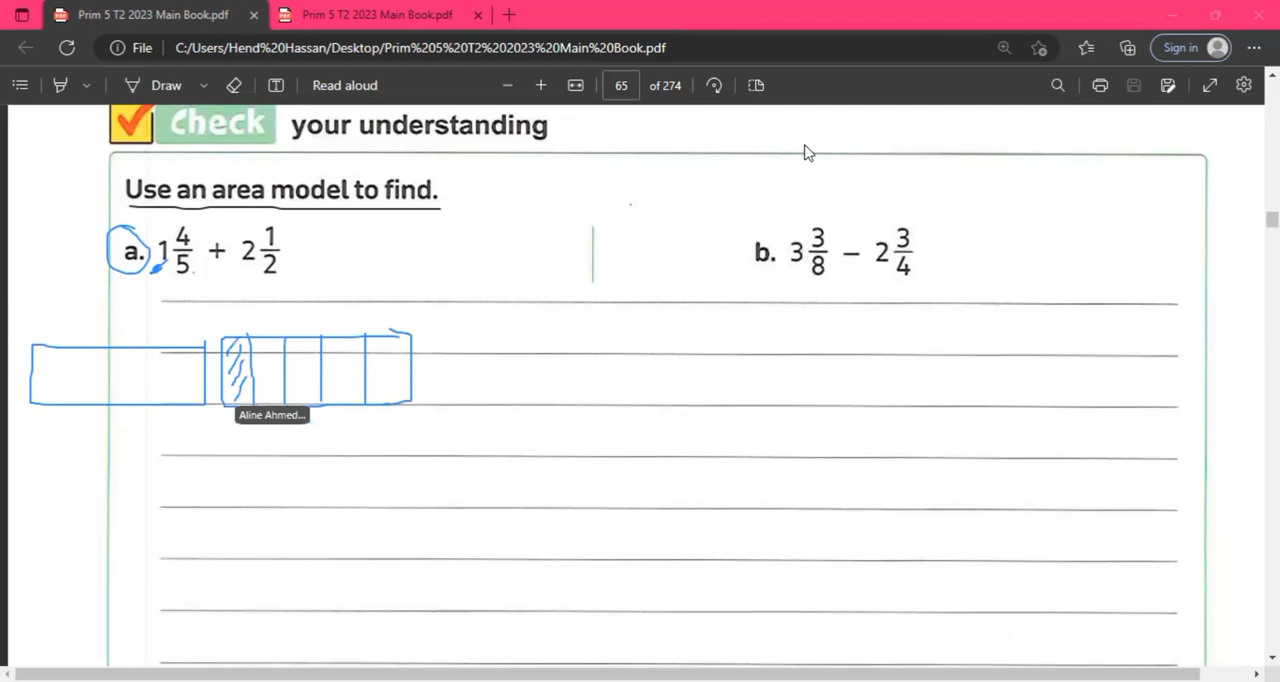 Prim 5 T2 2023 Main Book.pdf Prim 5 T2 2023 Main Book.pdf
File C:/Users/Hend%20Hassan/Desktop/Prim%205%20T2%202023%20Main%20Book.pdf Sign in
Draw Read aloud 65 of 274
Check your understanding
Use an area model to find.
a. 1 4/5 + 2 1/2 b. 3 3/8 − 2 3/4
Aline Ahmed...